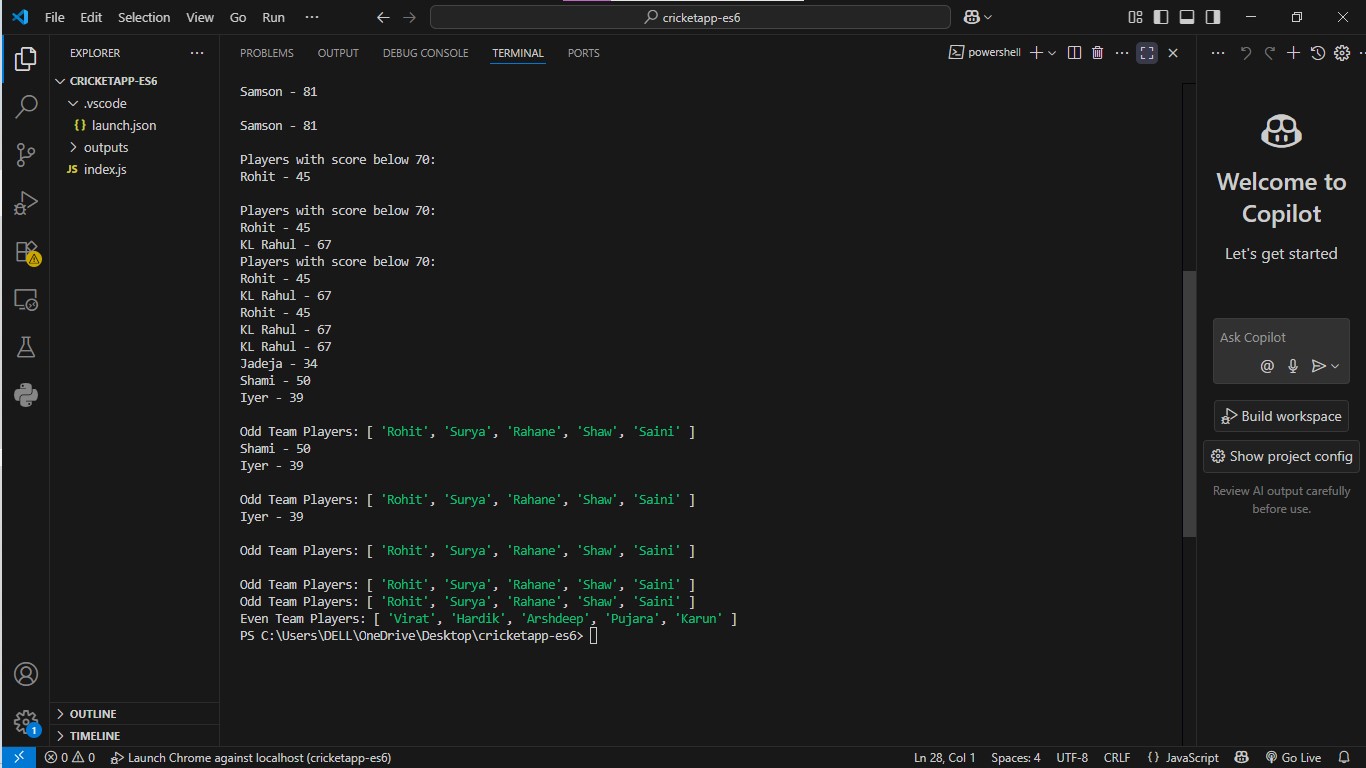 File Edit Selection View Go Run ···
cricketapp-es6
EXPLORER
PROBLEMS OUTPUT DEBUG CONSOLE TERMINAL PORTS
powershell
CRICKETAPP-ES6
.vscode
{} launch.json
outputs
JS index.js
Samson - 81
Samson - 81
Players with score below 70:
Rohit - 45
Players with score below 70:
Rohit - 45
KL Rahul - 67
Players with score below 70:
Rohit - 45
KL Rahul - 67
Rohit - 45
KL Rahul - 67
KL Rahul - 67
Jadeja - 34
Shami - 50
Iyer - 39
Odd Team Players: [ 'Rohit', 'Surya', 'Rahane', 'Shaw', 'Saini' ]
Shami - 50
Iyer - 39
Odd Team Players: [ 'Rohit', 'Surya', 'Rahane', 'Shaw', 'Saini' ]
Iyer - 39
Odd Team Players: [ 'Rohit', 'Surya', 'Rahane', 'Shaw', 'Saini' ]
Odd Team Players: [ 'Rohit', 'Surya', 'Rahane', 'Shaw', 'Saini' ]
Odd Team Players: [ 'Rohit', 'Surya', 'Rahane', 'Shaw', 'Saini' ]
Even Team Players: [ 'Virat', 'Hardik', 'Arshdeep', 'Pujara', 'Karun' ]
PS C:\Users\DELL\OneDrive\Desktop\cricketapp-es6>
Welcome to
Copilot
Let's get started
Ask Copilot
@
Build workspace
Show project config
Review AI output carefully
before use.
OUTLINE
TIMELINE
1
0 0 Launch Chrome against localhost (cricketapp-es6)
Ln 28, Col 1 Spaces: 4 UTF-8 CRLF {} JavaScript Go Live